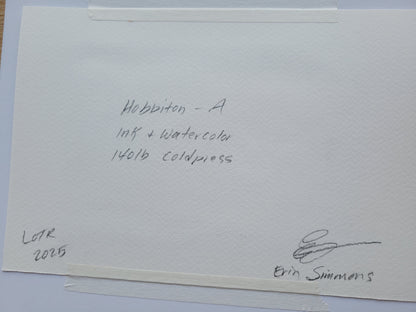 Hobbiton - A
Ink + Watercolor
140lb Coldpress
LOTR
2025
Erin Simmons